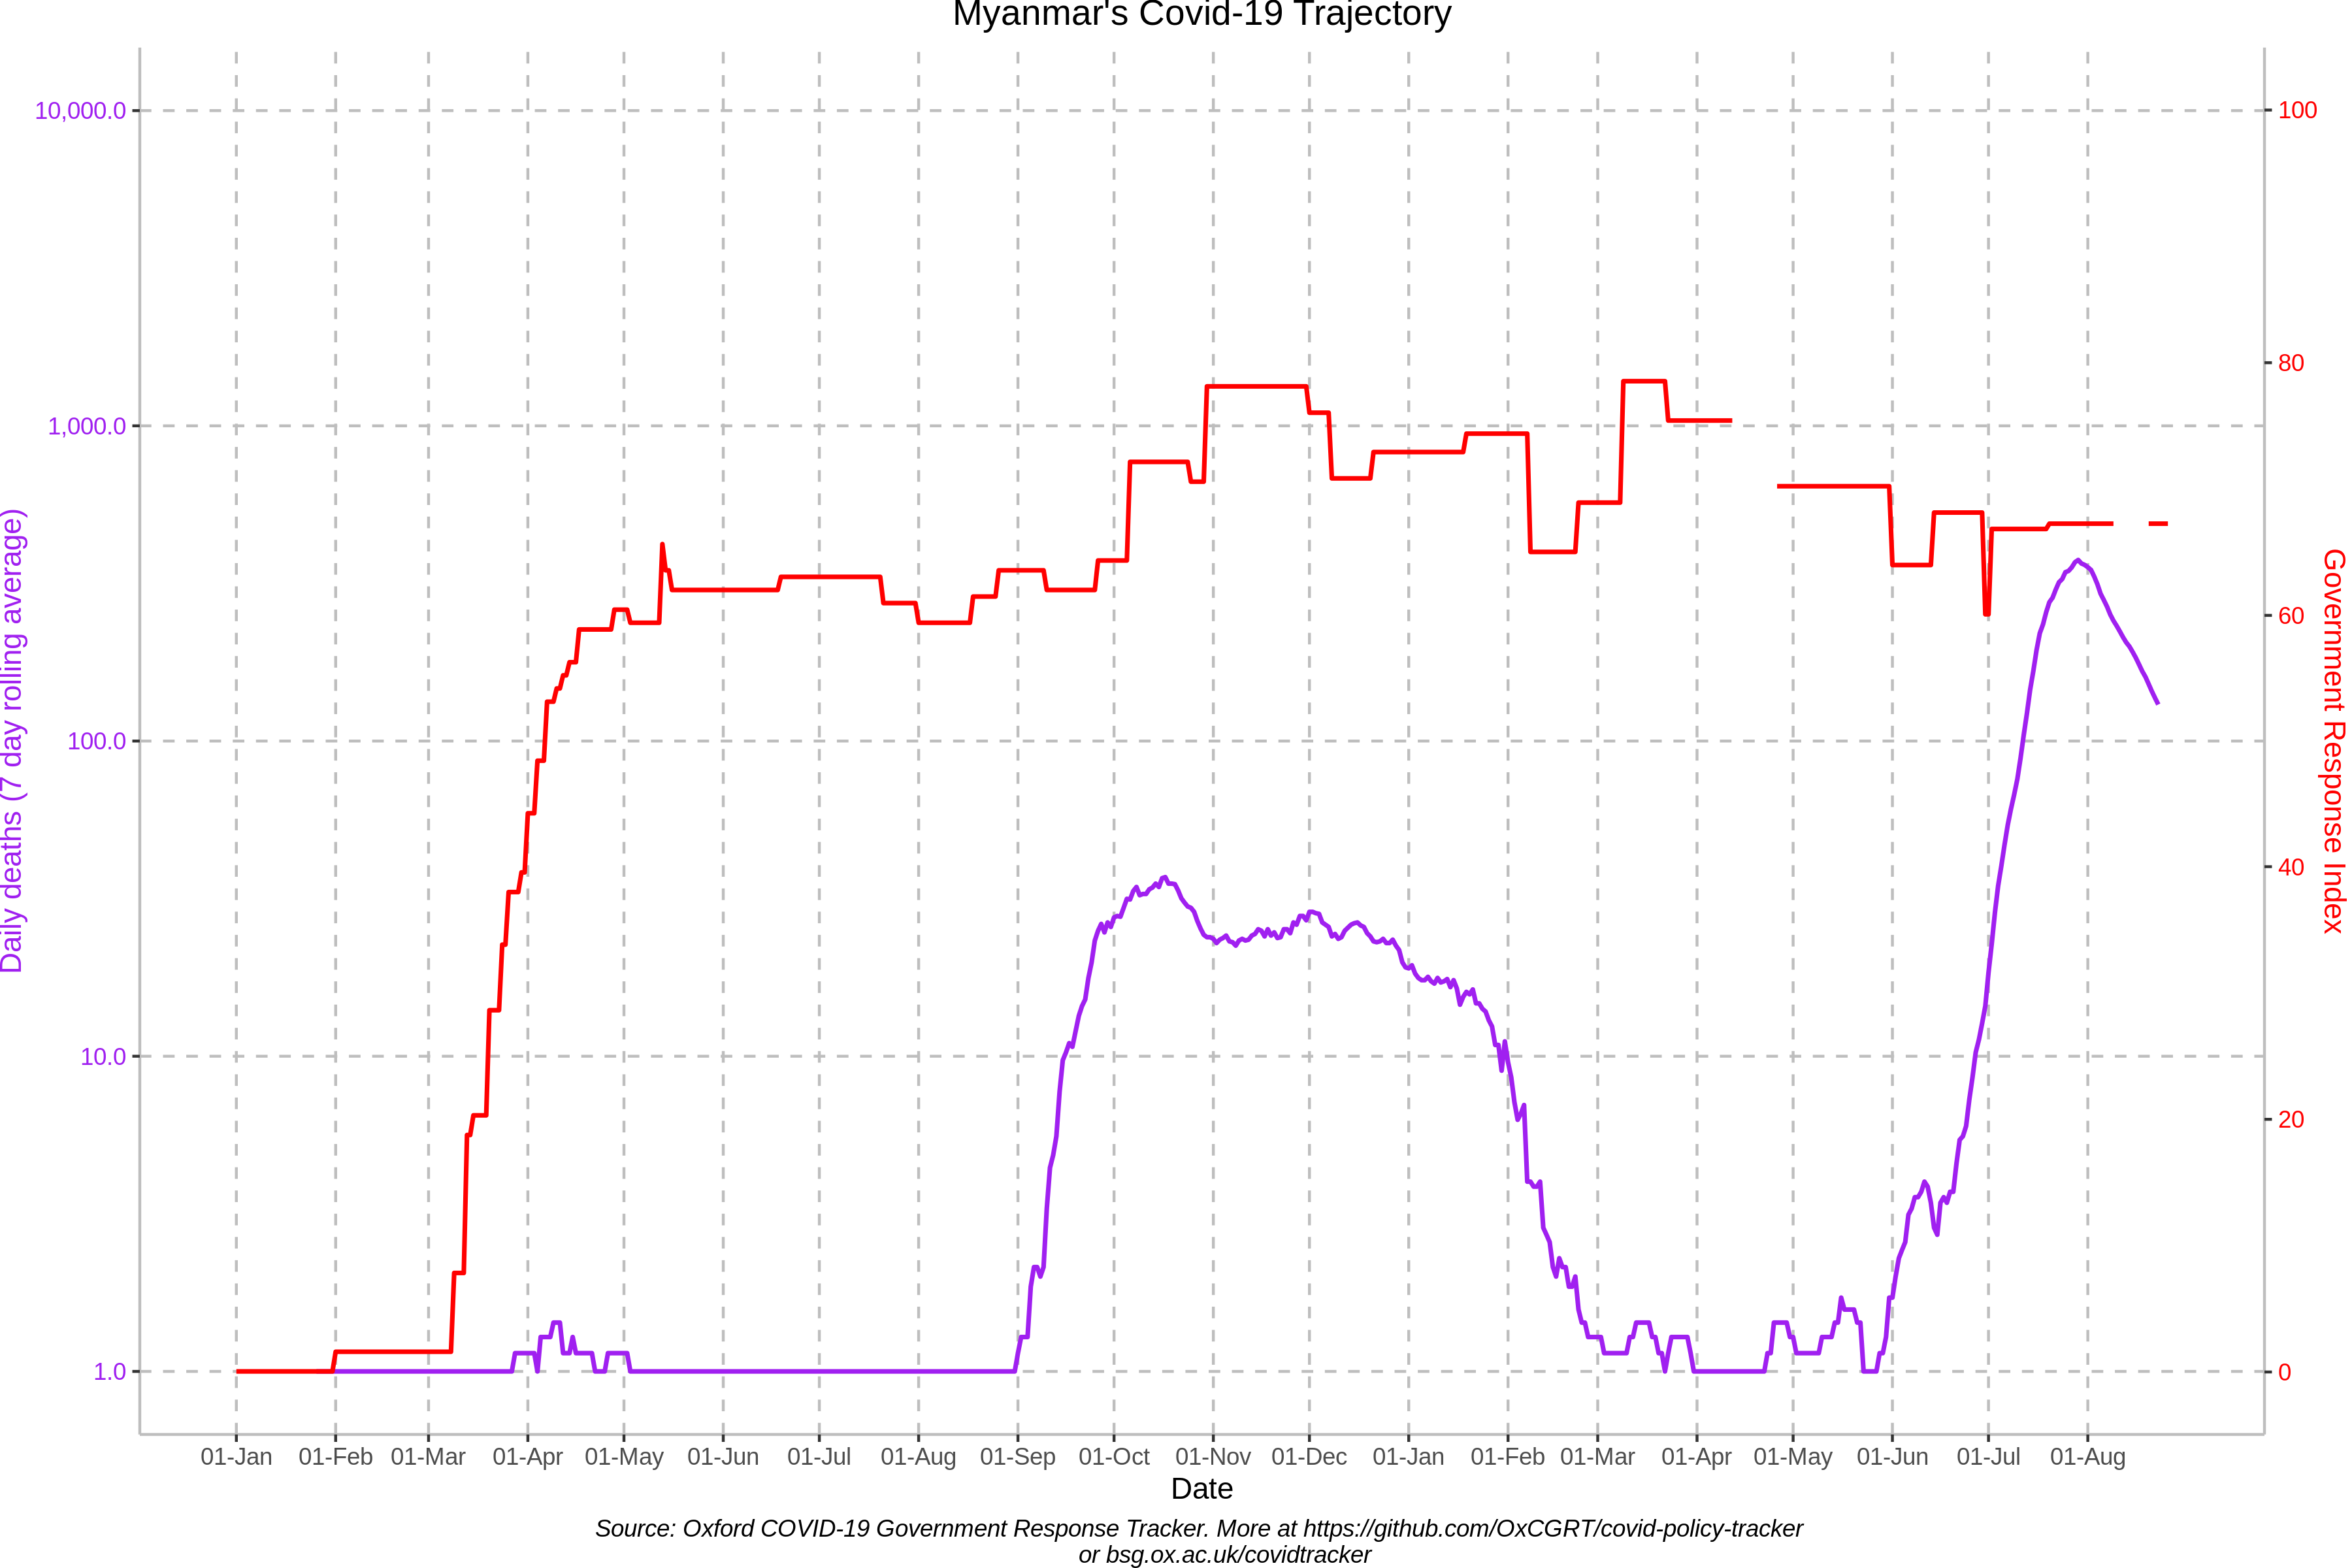 Myanmar's Covid-19 Trajectory
10,000.0
1,000.0
100.0
10.0
1.0
Daily deaths (7 day rolling average)
100
80
60
40
20
0
Government Response Index
01-Jan 01-Feb 01-Mar 01-Apr 01-May 01-Jun 01-Jul 01-Aug 01-Sep 01-Oct 01-Nov 01-Dec 01-Jan 01-Feb 01-Mar 01-Apr 01-May 01-Jun 01-Jul 01-Aug
Date
Source: Oxford COVID-19 Government Response Tracker. More at https://github.com/OxCGRT/covid-policy-tracker
or bsg.ox.ac.uk/covidtracker